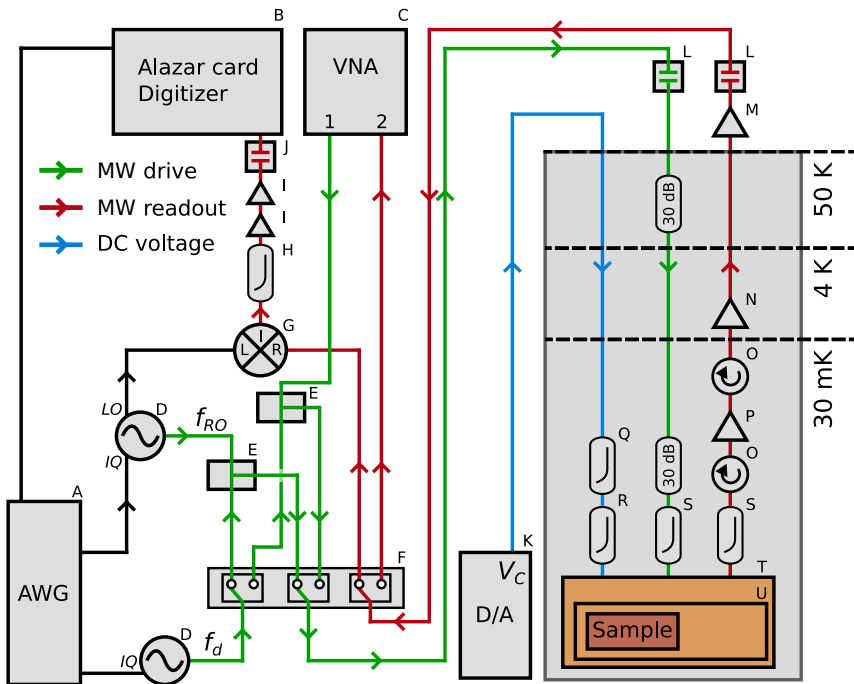 B
C
Alazar card
Digitizer
VNA
1 2
L
L
M
J
MW drive
MW readout
DC voltage
I
I
H
30 dB
50 K
4 K
N
G
L I R
30 mK
O
LO
D
f_RO
E
P
IQ
E
Q
30 dB
O
A
R
S
S
AWG
F
K
V_C
D/A
T
U
Sample
D
f_d
IQ